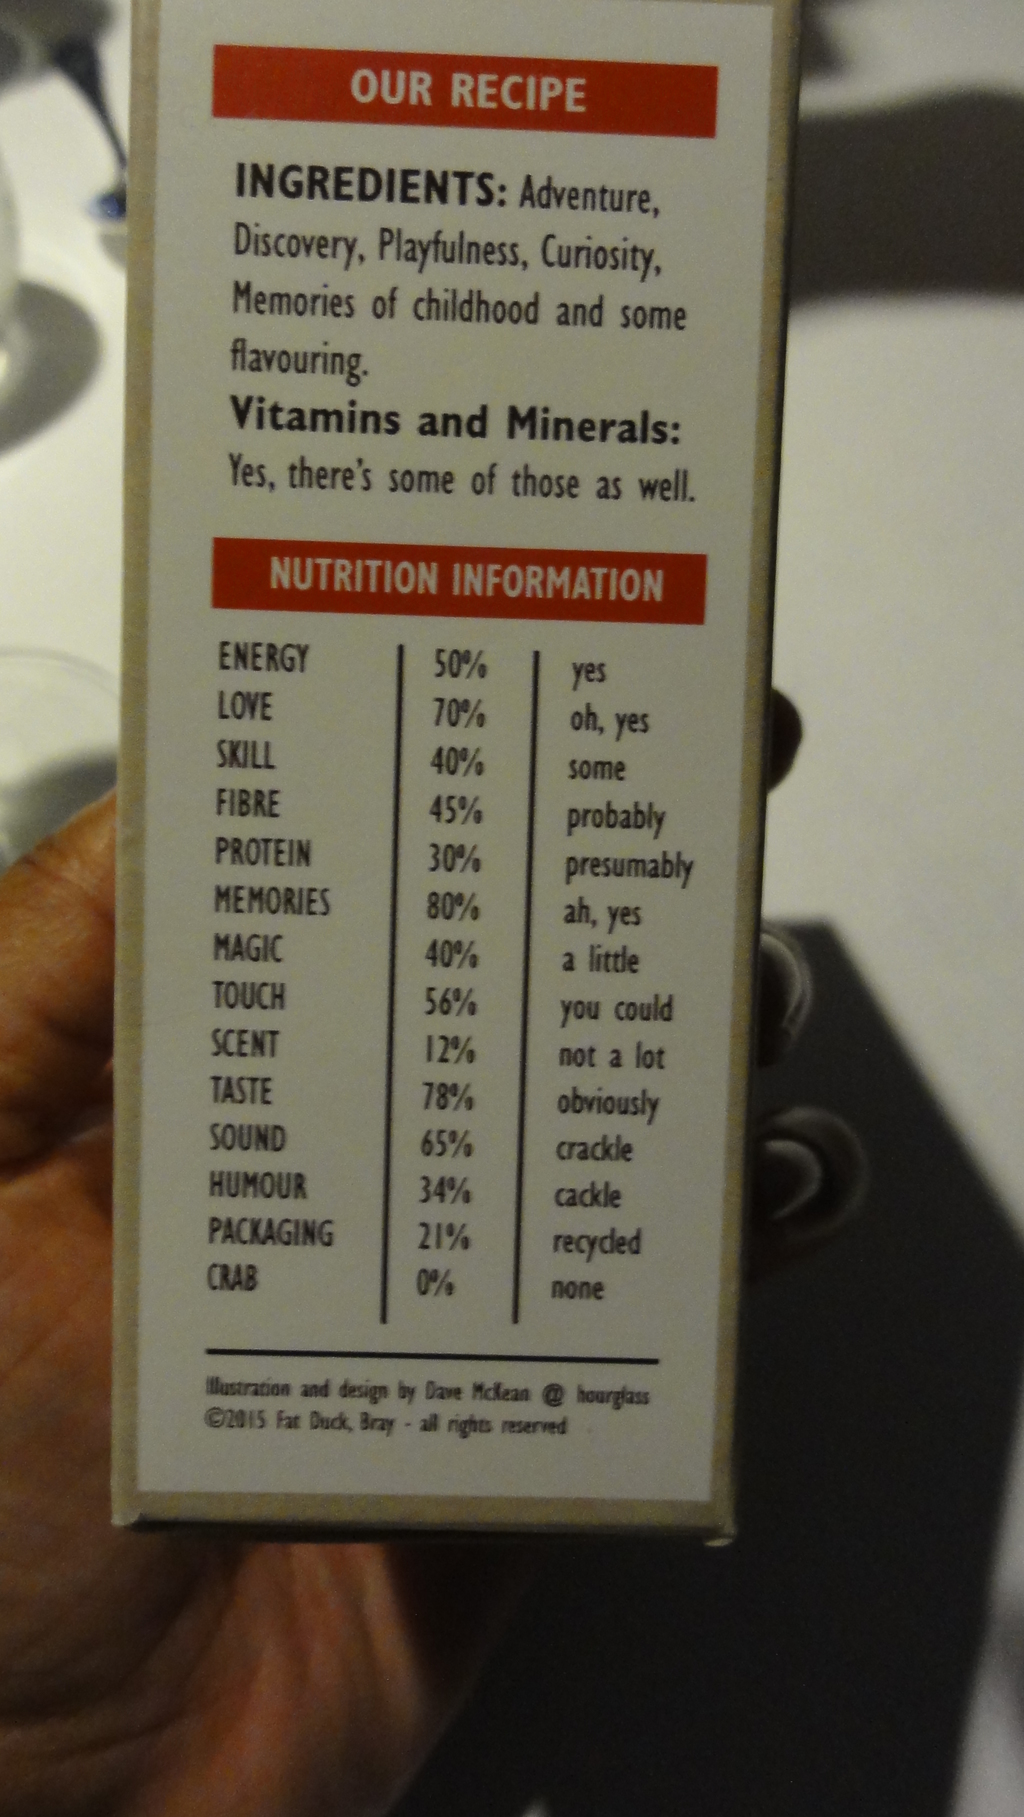 OUR RECIPE
INGREDIENTS: Adventure,
Discovery, Playfulness, Curiosity,
Memories of childhood and some
flavouring.
Vitamins and Minerals:
Yes, there's some of those as well.
NUTRITION INFORMATION
ENERGY 50% yes
LOVE 70% oh, yes
SKILL 40% some
FIBRE 45% probably
PROTEIN 30% presumably
MEMORIES 80% ah, yes
MAGIC 40% a little
TOUCH 56% you could
SCENT 12% not a lot
TASTE 78% obviously
SOUND 65% crackle
HUMOUR 34% cackle
PACKAGING 21% recycled
CRAB 0% none
Illustration and design by Dave McKean @ hourglass
©2015 Fat Duck, Bray - all rights reserved